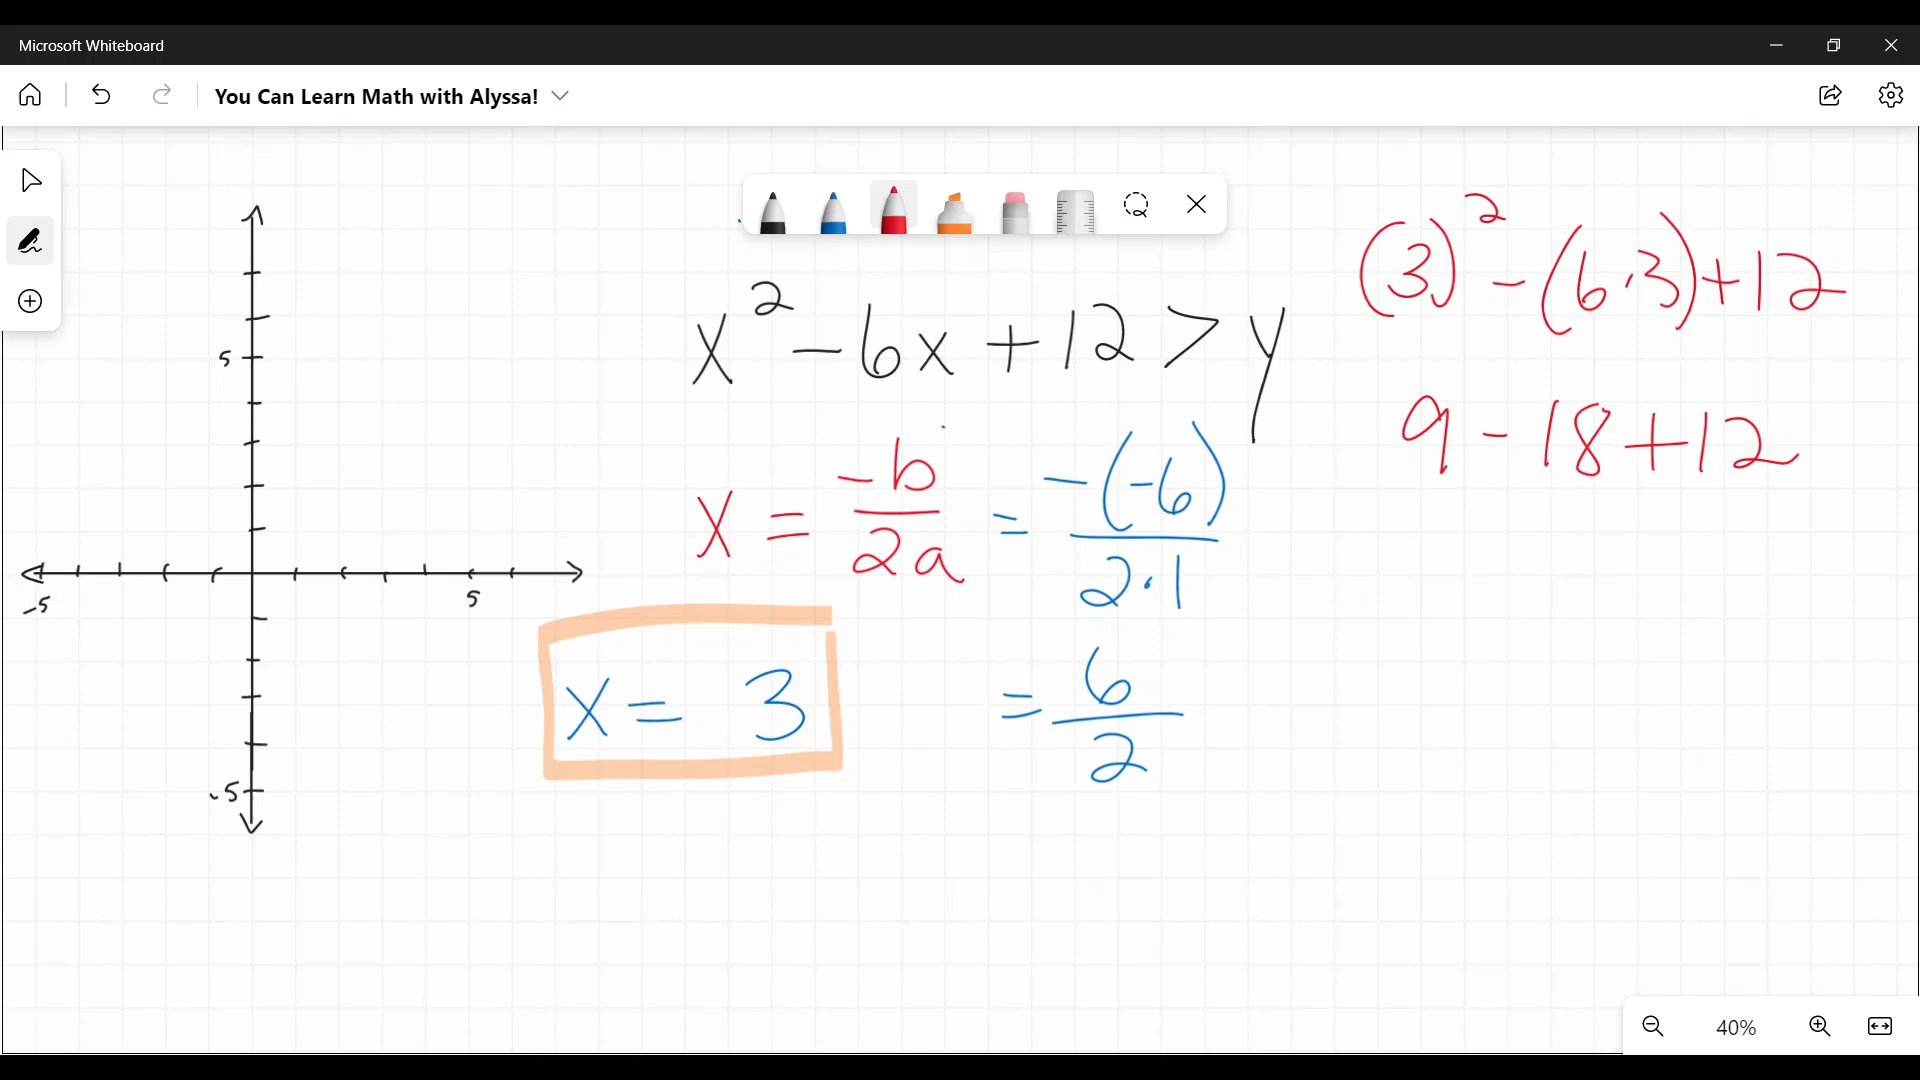 Microsoft Whiteboard
You Can Learn Math with Alyssa!
x² - 6x + 12 > y
x = -b/2a = -(-6)/2·1
= 6/2
x = 3
(3)² - (6·3) + 12
9 - 18 + 12
5
-5
5
-5
40%